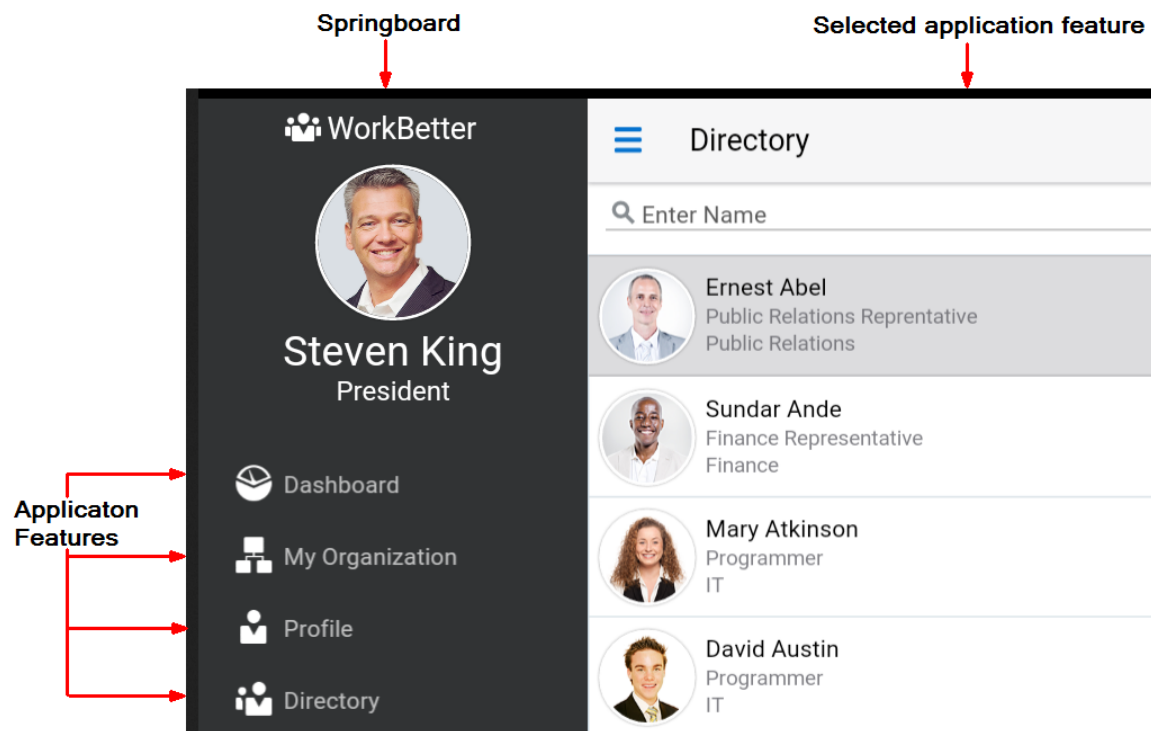 Springboard
Selected application feature
WorkBetter
Steven King
President
Applicaton
Features
Dashboard
My Organization
Profile
Directory
Directory
Enter Name
Ernest Abel
Public Relations Reprentative
Public Relations
Sundar Ande
Finance Representative
Finance
Mary Atkinson
Programmer
IT
David Austin
Programmer
IT